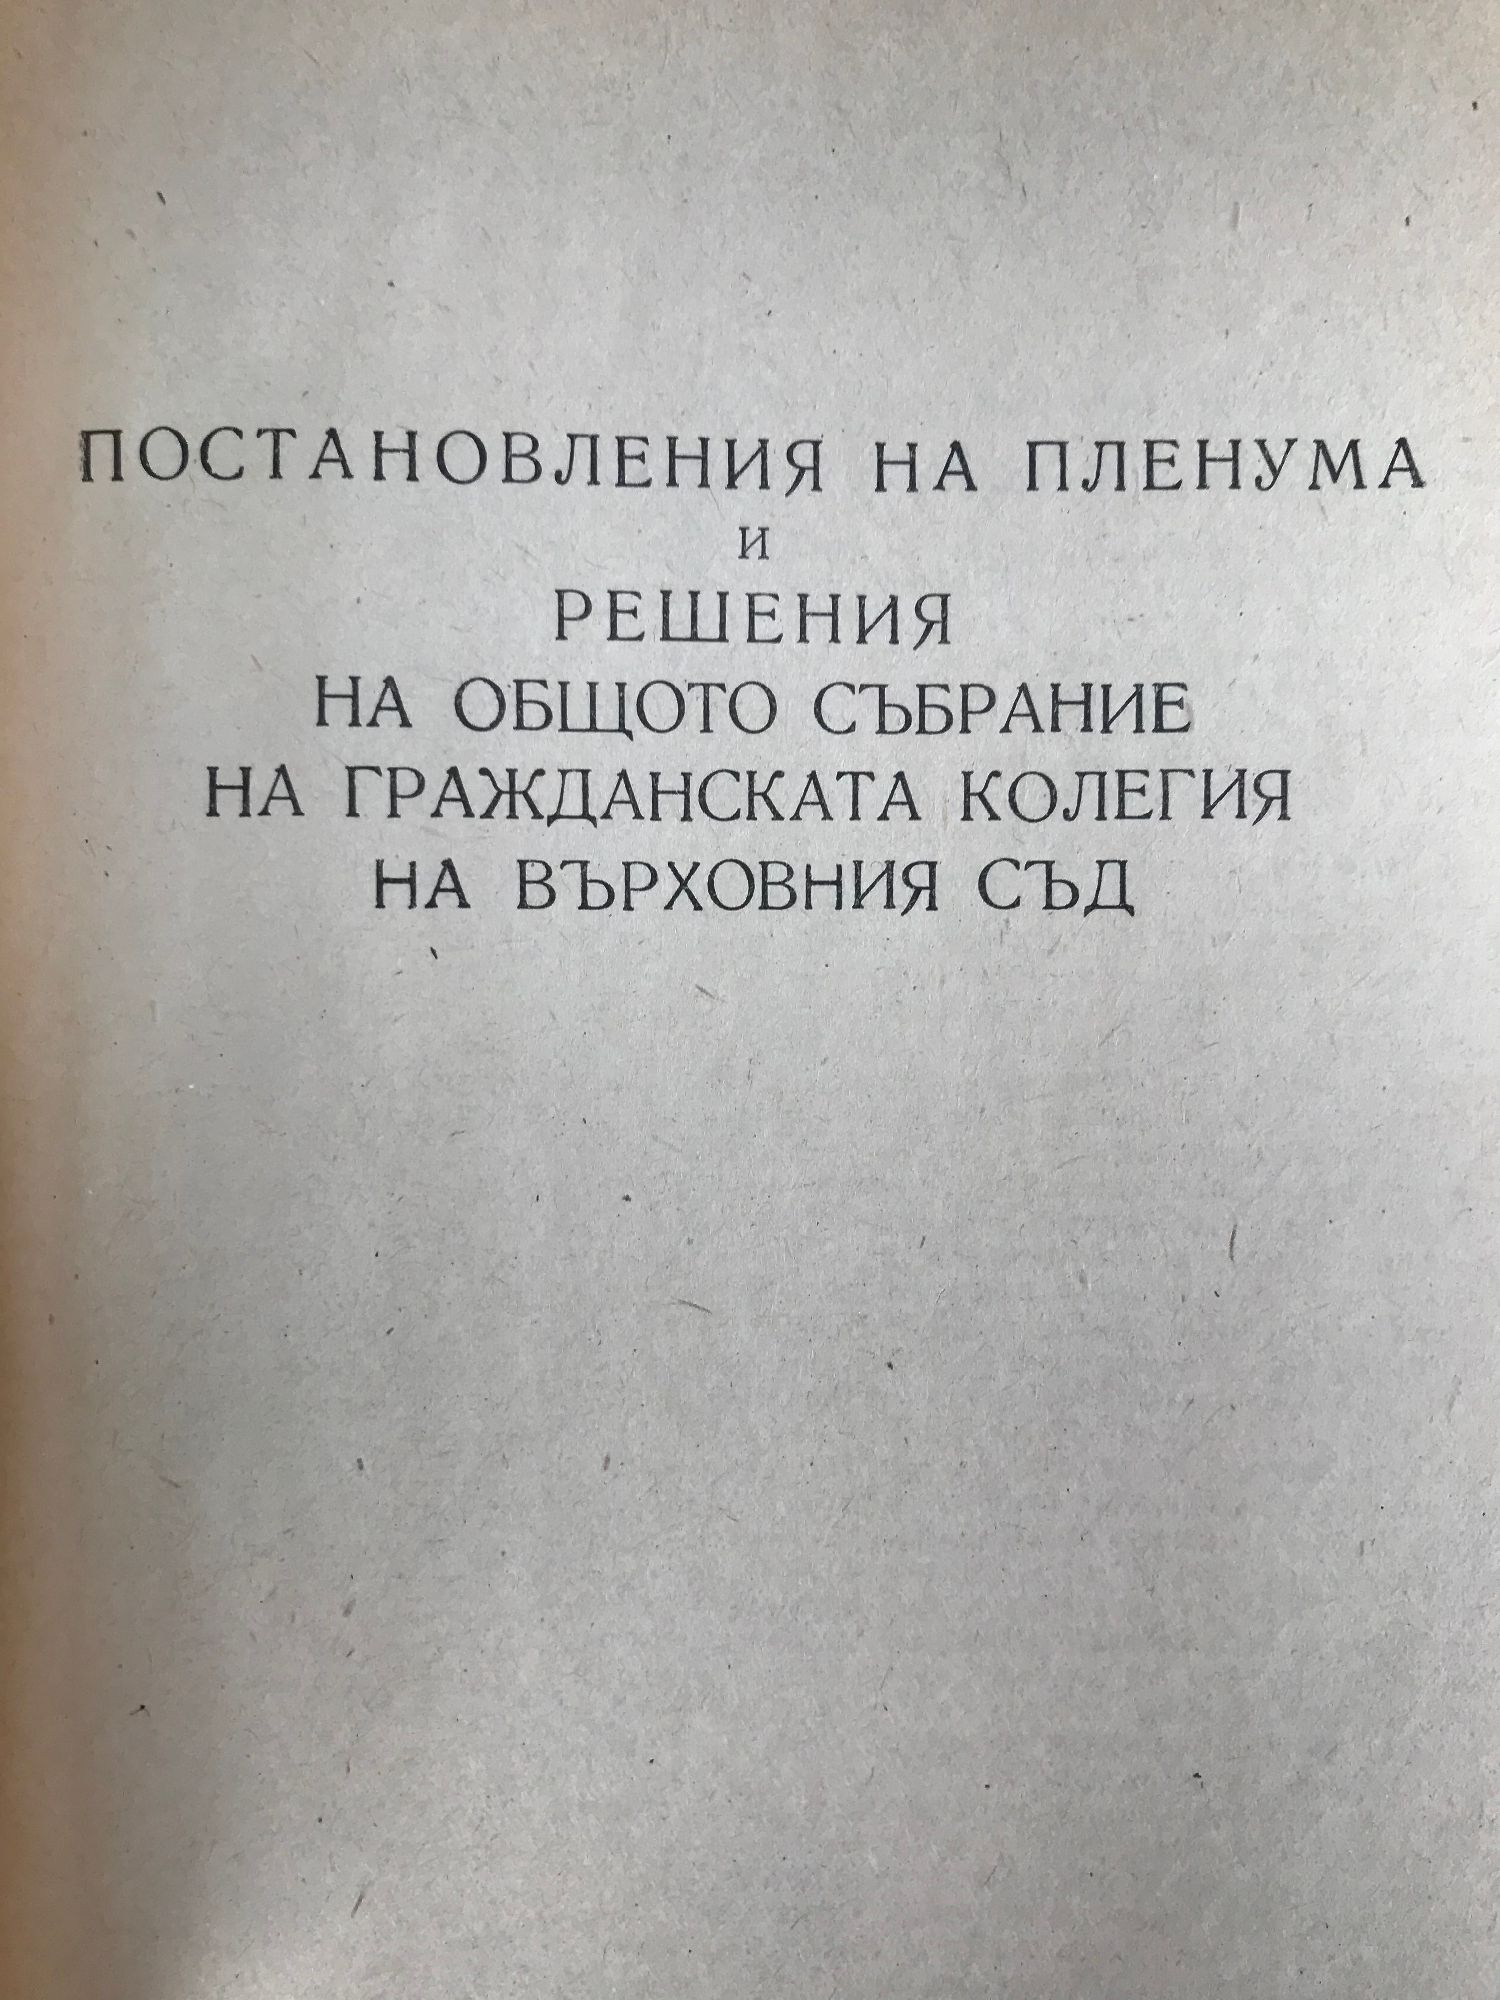 ПОСТАНОВЛЕНИЯ НА ПЛЕНУМА
И
РЕШЕНИЯ
НА ОБЩОТО СЪБРАНИЕ
НА ГРАЖДАНСКАТА КОЛЕГИЯ
НА ВЪРХОВНИЯ СЪД